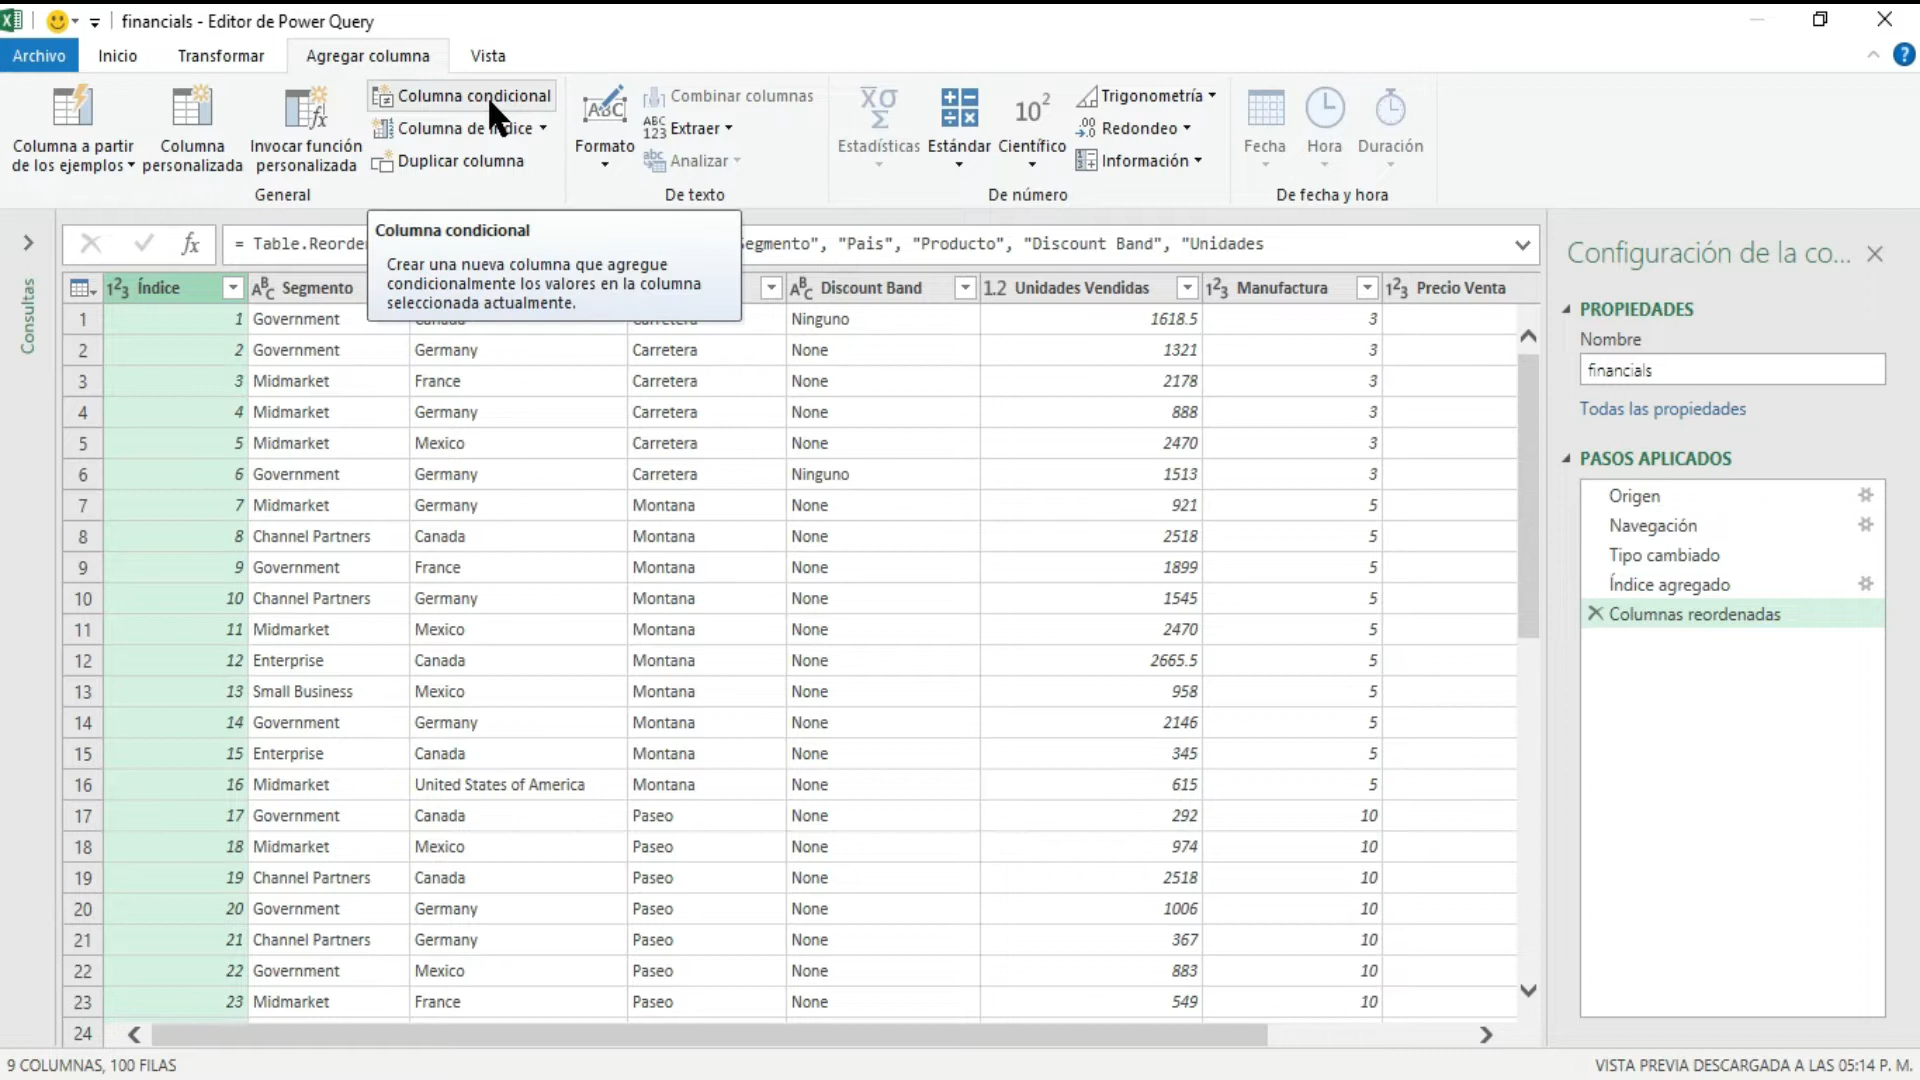 financials - Editor de Power Query
Archivo
Inicio
Transformar
Agregar columna
Vista
?
Columna a partir
de los ejemplos
Columna
personalizada
Invocar función
personalizada
Columna condicional
Columna de
Duplicar columna
General
Formato
Combinar columnas
Extraer
Analizar
De texto
Estadísticas
Estándar
Científico
Trigonometría
Redondeo
Información
De número
Fecha
Hora
Duración
De fecha y hora
Columna condicional
Crear una nueva columna que agregue
condicionalmente los valores en la columna
seleccionada actualmente.
Consultas
"Pais", "Producto", "Discount Band", "Unidades
Índice Segmento Discount Band Unidades Vendidas Manufactura Precio Venta
1 1 Government Ninguno 1618.5 3
2 2 Government Germany Carretera None 1321 3
3 3 Midmarket France Carretera None 2178 3
4 4 Midmarket Germany Carretera None 888 3
5 5 Midmarket Mexico Carretera None 2470 3
6 6 Government Germany Carretera Ninguno 1513 3
7 7 Midmarket Germany Montana None 921 5
8 8 Channel Partners Canada Montana None 2518 5
9 9 Government France Montana None 1899 5
10 10 Channel Partners Germany Montana None 1545 5
11 11 Midmarket Mexico Montana None 2470 5
12 12 Enterprise Canada Montana None 2665.5 5
13 13 Small Business Mexico Montana None 958 5
14 14 Government Germany Montana None 2146 5
15 15 Enterprise Canada Montana None 345 5
16 16 Midmarket United States of America Montana None 615 5
17 17 Government Canada Paseo None 292 10
18 18 Midmarket Mexico Paseo None 974 10
19 19 Channel Partners Canada Paseo None 2518 10
20 20 Government Germany Paseo None 1006 10
21 21 Channel Partners Germany Paseo None 367 10
22 22 Government Mexico Paseo None 883 10
23 23 Midmarket France Paseo None 549 10
24
Configuración de la co...
PROPIEDADES
Nombre
financials
Todas las propiedades
PASOS APLICADOS
Origen
Navegación
Tipo cambiado
Índice agregado
Columnas reordenadas
9 COLUMNAS, 100 FILAS
VISTA PREVIA DESCARGADA A LAS 05:14 P. M.